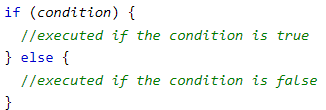 if (condition) {
  //executed if the condition is true
} else {
  //executed if the condition is false
}